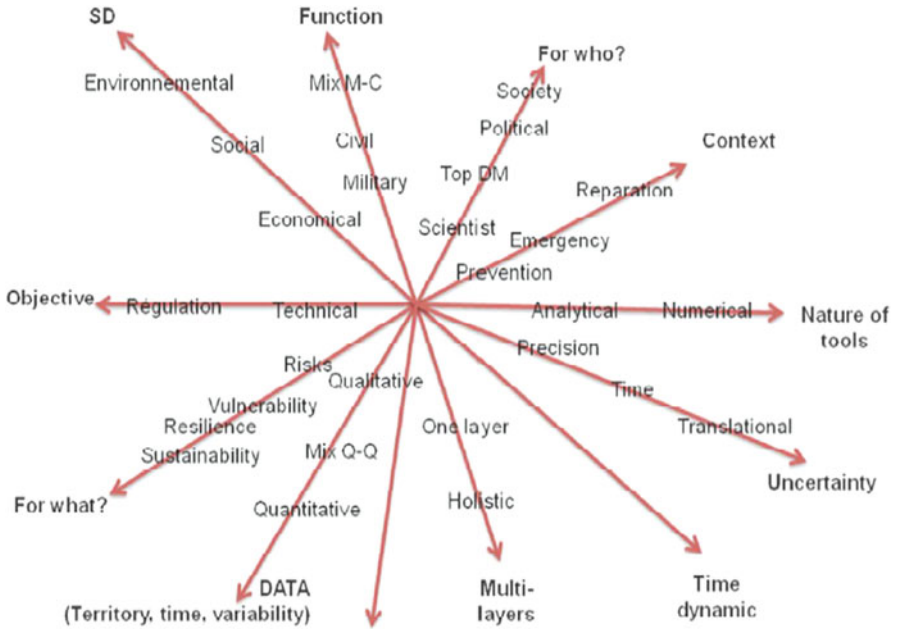 SD
Function
For who?
Environnemental
Mix M-C
Society
Social
Civil
Political
Context
Military
Top DM
Reparation
Economical
Scientist
Emergency
Prevention
Objective
Regulation
Technical
Analytical
Numerical
Nature of
tools
Risks
Qualitative
Precision
Time
Vulnerability
Resilience
One layer
Translational
Sustainability
Mix Q-Q
Uncertainty
For what?
Quantitative
Holistic
DATA
(Territory, time, variability)
Multi-
layers
Time
dynamic